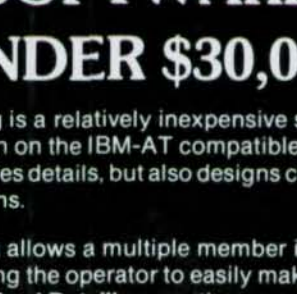 NDER $30,0
is a relatively inexpensive
on the IBM-AT compatible
es details, but also designs c
ns.
allows a multiple member
ng the operator to easily mak